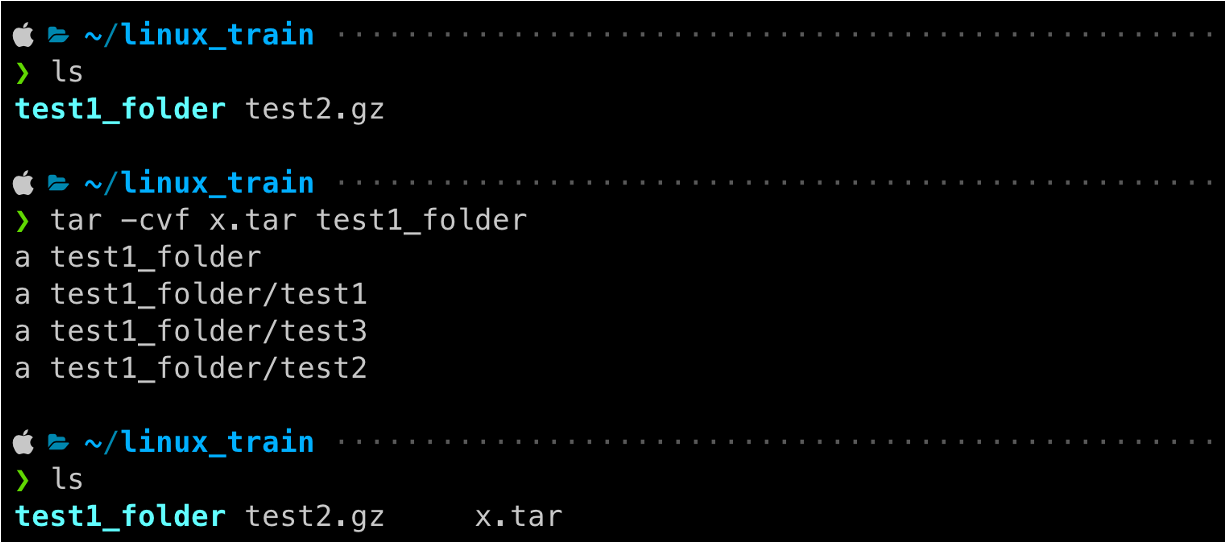 ~/linux_train ············································································
❯ ls
test1_folder test2.gz
~/linux_train ············································································
❯ tar -cvf x.tar test1_folder
a test1_folder
a test1_folder/test1
a test1_folder/test3
a test1_folder/test2
~/linux_train ············································································
❯ ls
test1_folder test2.gz     x.tar